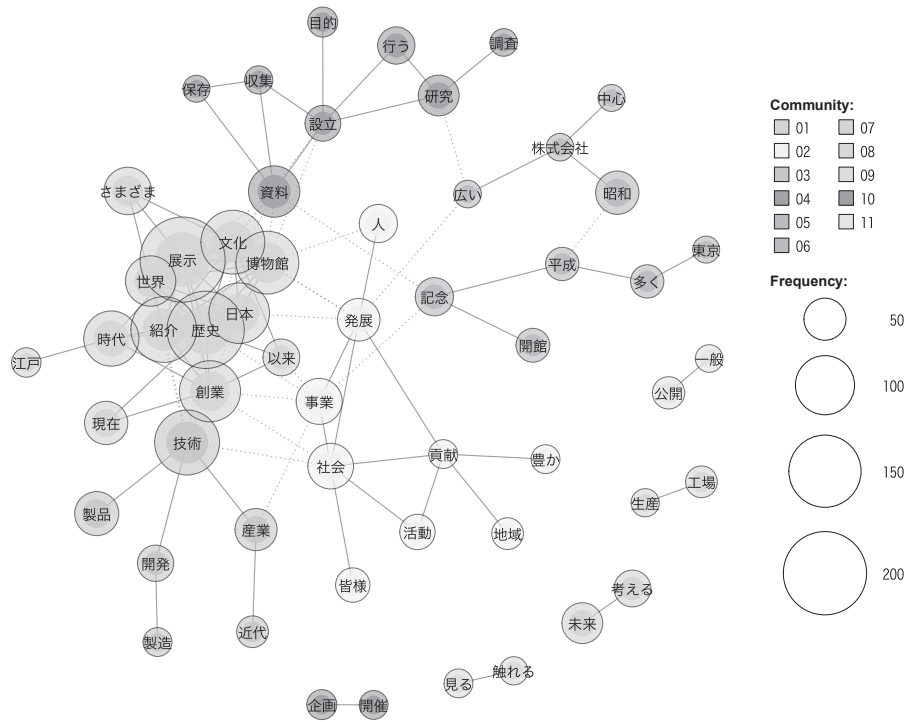 目的
行う
調査
収集
保存
研究
中心
設立
株式会社
Community:
01
07
02
08
03
09
04
10
05
11
06
さまざま
資料
広い
昭和
人
文化
展示
博物館
世界
平成
東京
多く
記念
Frequency:
50
日本
発展
紹介
歴史
時代
開館
江戸
以来
一般
100
創業
事業
公開
現在
技術
社会
貢献
豊か
150
工場
生産
製品
産業
活動
地域
開発
皆様
200
考える
製造
近代
未来
触れる
見る
企画
開催